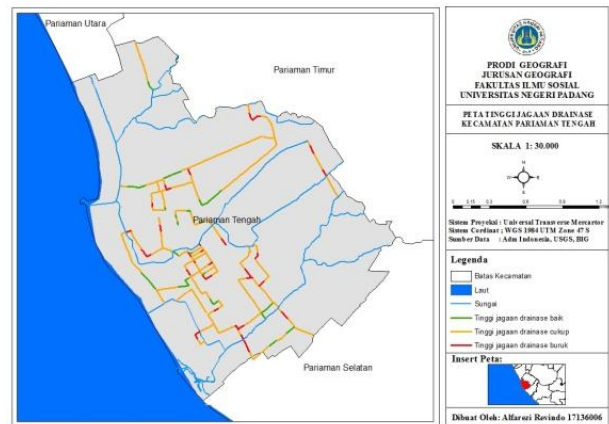 Pariaman Utara
Pariaman Timur
Pariaman Tengah
Pariaman Selatan
PRODI GEOGRAFI
JURUSAN GEOGRAFI
FAKULTAS ILMU SOSIAL
UNIVERSITAS NEGERI PADANG
PETA TINGGI JAGAAN DRAINASE
KECAMATAN PARIAMAN TENGAH
SKALA 1: 30.000
N
W
E
S
Sistem Proyeksi : Universal Transverse Mercartor
Sistem Cordinat ; WGS 1984 UTM Zone 47 S
Sumber Data : Adm Indonesia, USGS, BIG
Legenda
Batas Kecamatan
Laut
Sungai
Tinggi jagaan drainase baik
Tinggi jagaan drainase cukup
Tinggi jagaan drainase buruk
Insert Peta:
Dibuat Oleh: Alfarezi Revindo 17136006